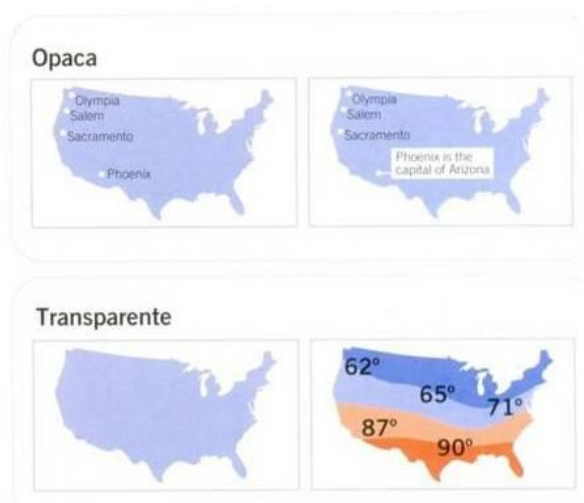 Opaca
Olympia
Salem
Sacramento
Phoenix
Olympia
Salem
Sacramento
Phoenix is the
capital of Arizona
Transparente
62°
65°
71°
87°
90°